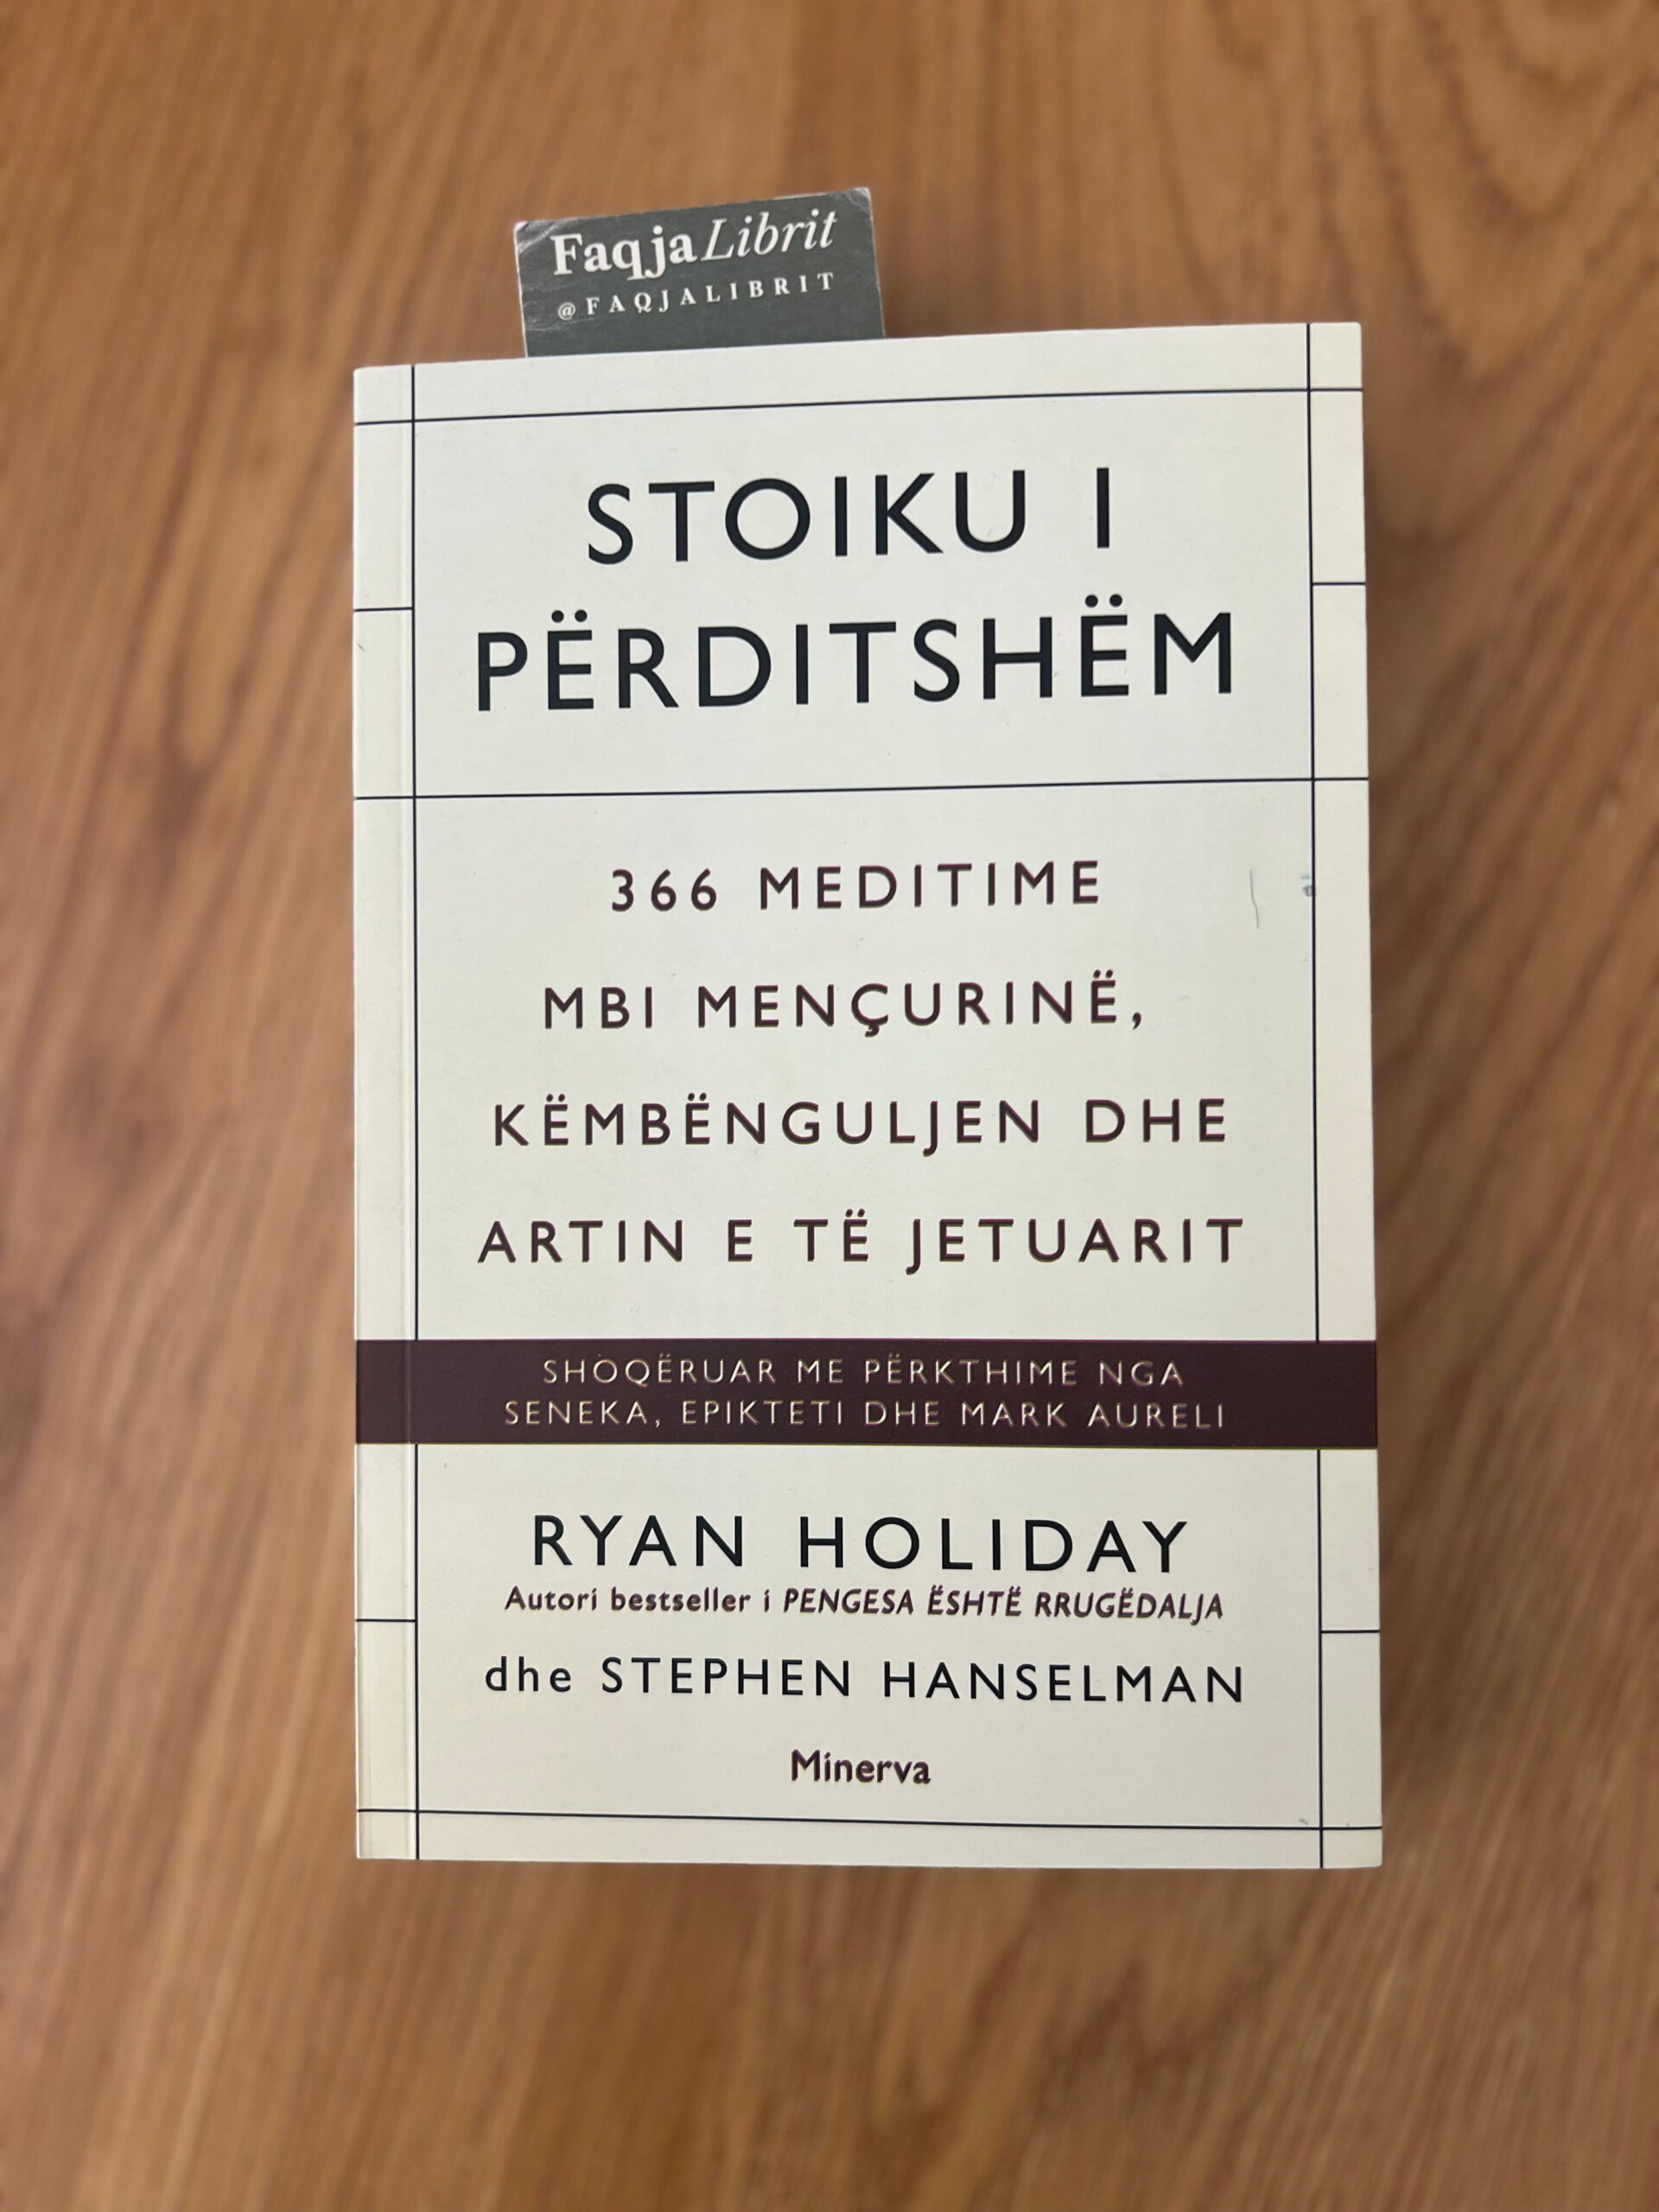 FaqjaLibrit
@FAQJALIBRIT
STOIKU I
PËRDITSHËM
366 MEDITIME
MBI MENÇURINË,
KËMBËNGULJEN DHE
ARTIN E TË JETUARIT
SHOQËRUAR ME PËRKTHIME NGA
SENEKA, EPIKTETI DHE MARK AURELI
RYAN HOLIDAY
Autori bestseller i PENGESA ËSHTË RRUGËDALJA
dhe STEPHEN HANSELMAN
Minerva